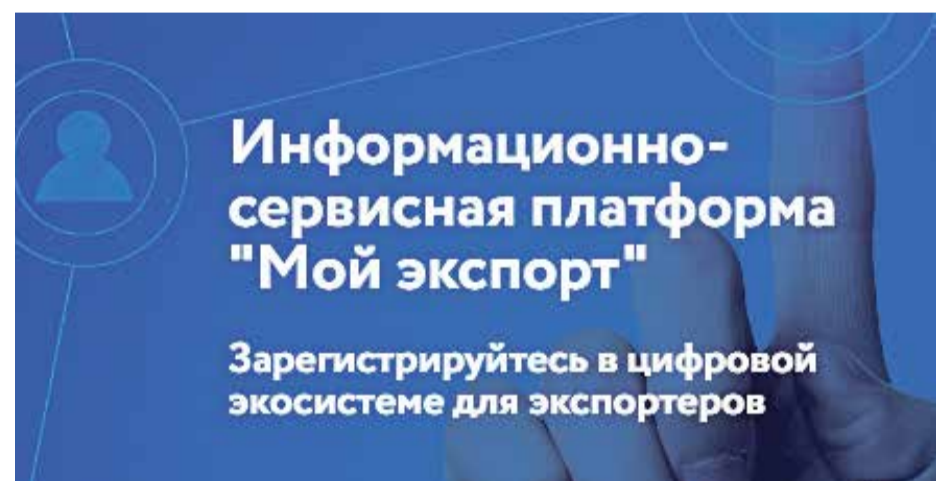 Информационно-
сервисная платформа
"Мой экспорт"
Зарегистрируйтесь в цифровой
экосистеме для экспортеров